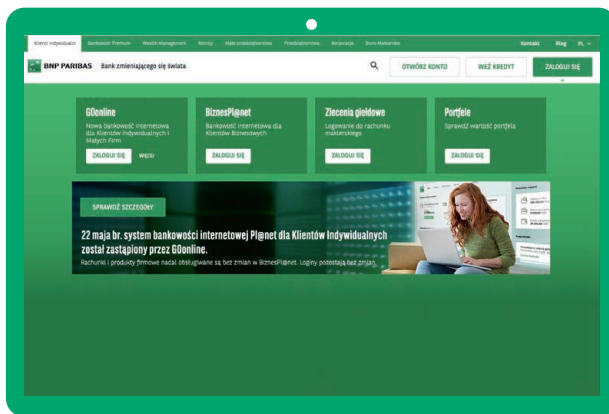 Klienci Indywidualni Bankowość Premium Wealth Management Rolnicy Małe przedsiębiorstwa Przedsiębiorstwa Korporacje Biuro Maklerskie Kontakt Blog PL
BNP PARIBAS Bank zmieniającego się świata OTWÓRZ KONTO WEŹ KREDYT ZALOGUJ SIĘ
GOonline
Nowa bankowość internetowa
dla Klientów Indywidualnych i
Małych Firm
ZALOGUJ SIĘ WIĘCEJ
BiznesPl@net
Bankowość internetowa dla
Klientów Biznesowych
ZALOGUJ SIĘ
Zlecenia giełdowe
Logowanie do rachunku
maklerskiego
ZALOGUJ SIĘ
Portfele
Sprawdź wartość portfela
ZALOGUJ SIĘ
SPRAWDŹ SZCZEGÓŁY
22 maja br. system bankowości internetowej Pl@net dla Klientów Indywidualnych
został zastąpiony przez GOonline.
Rachunki i produkty firmowe nadal obsługiwane są bez zmian w BiznesPl@net. Loginy pozostają bez zmian.